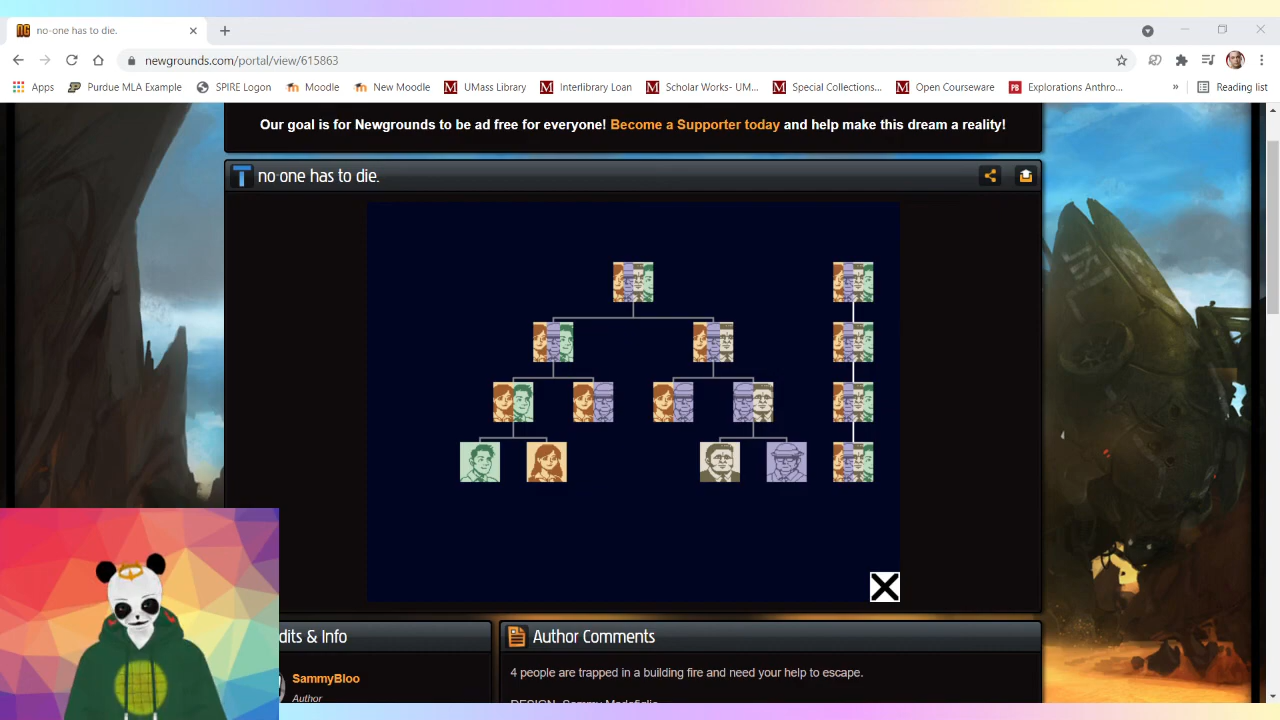 no-one has to die.
newgrounds.com/portal/view/615863
Apps
Purdue MLA Example
SPIRE Logon
Moodle
New Moodle
UMass LIbrary
Interlibrary Loan
Scholar Works- UM...
Special Collections...
Open Courseware
PB
Explorations Anthro...
»
Reading list
Our goal is for Newgrounds to be ad free for everyone! Become a Supporter today and help make this dream a reality!
no-one has to die.
dits & Info
SammyBloo
Author
Author Comments
4 people are trapped in a building fire and need your help to escape.